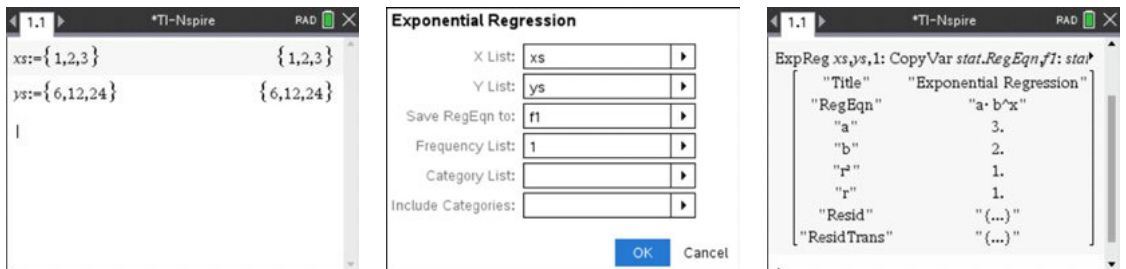 1.1 *TI-Nspire RAD
xs:={1,2,3} {1,2,3}
ys:={6,12,24} {6,12,24}
Exponential Regression
X List: xs
Y List: ys
Save RegEqn to: f1
Frequency List: 1
Category List:
Include Categories:
OK Cancel
1.1 *TI-Nspire RAD
ExpReg xs,ys,1: CopyVar stat.RegEqn,f1: stat
"Title" "Exponential Regression"
"RegEqn" "a· b^x"
"a" 3.
"b" 2.
"r²" 1.
"r" 1.
"Resid" "{...}"
"ResidTrans" "{...}"